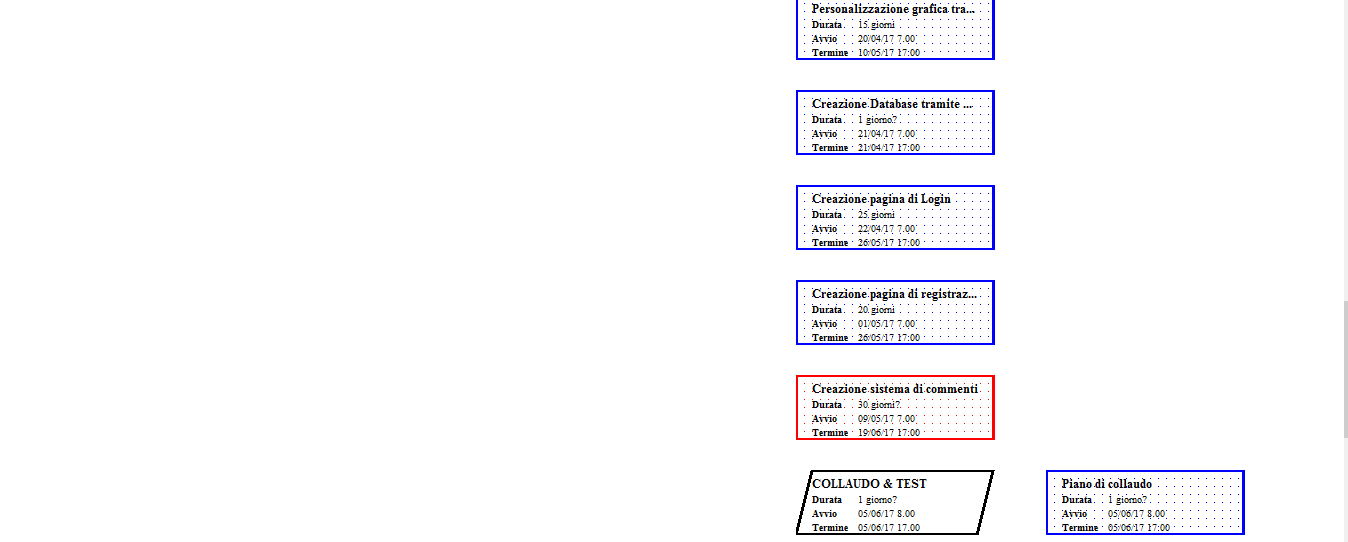 Personalizzazione grafica tra...
Durata 15 giorni
Avvio 20/04/17 7.00
Termine 10/05/17 17:00
Creazione Database tramite ...
Durata 1 giorno?
Avvio 21/04/17 7.00
Termine 21/04/17 17:00
Creazione pagina di Login
Durata 25 giorni
Avvio 22/04/17 7.00
Termine 26/05/17 17:00
Creazione pagina di registraz...
Durata 20 giorni
Avvio 01/05/17 7.00
Termine 26/05/17 17:00
Creazione sistema di commenti
Durata 30 giorni?
Avvio 09/05/17 7.00
Termine 19/06/17 17:00
COLLAUDO & TEST
Durata 1 giorno?
Avvio 05/06/17 8.00
Termine 05/06/17 17.00
Piano di collaudo
Durata 1 giorno?
Avvio 05/06/17 8.00
Termine 05/06/17 17:00